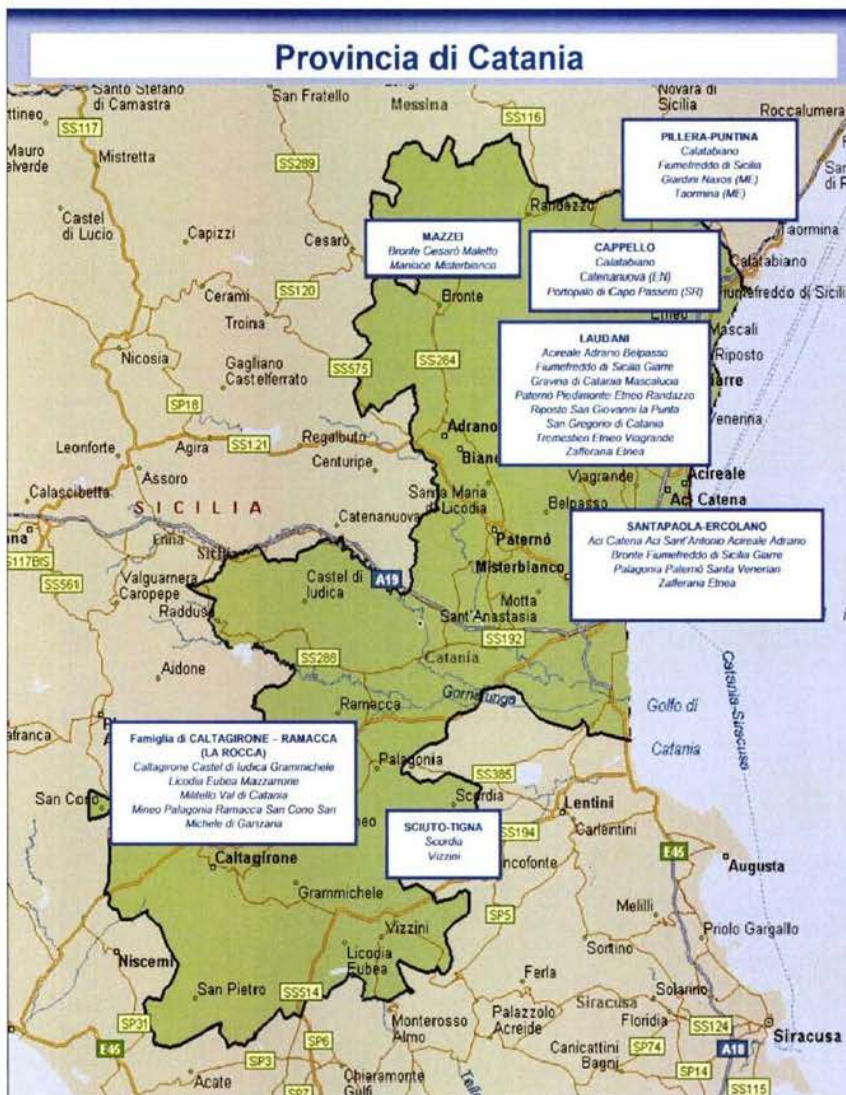 Provincia di Catania
Santo Stefano
di Camastra
San Fratello
Messina
Novara di
Sicilia
Roccalumera
SS117
SS116
Mauro
Mistretta
SS289
PILLERA-PUNTINA
Calatabiano
Fiumefreddo di Sicilia
Giardini Naxos (ME)
Taormina (ME)
Castel
di Lucio
Capizzi
Cesarò
Randazzo
Taormina
MAZZEI
Bronte Cesarò Maletto
Maniace Misterbianco
CAPPELLO
Calatabiano
Catenanuova (EN)
Portopalo di Capo Passero (SR)
Calatabiano
Fiumefreddo di Sicilia
Cerami
SS120
Troina
Bronte
Mascali
Riposto
LAUDANI
Acireale Adrano Belpasso
Fiumefreddo di Sicilia Giarre
Gravina di Catania Mascalucia
Paternò Piedimonte Etneo Randazzo
Riposto San Giovanni la Punta
San Gregorio di Catania
Tremestieri Etneo Viagrande
Zafferana Etnea
Nicosia
SS575
SS284
Gagliano
Castelferrato
SP18
Adrano
Leonforte
Agira
SS121
Regalbuto
Centuripe
Assoro
Viagrande
Acireale
Aci Catena
Calascibetta
SICILIA
Santa Maria
di Licodia
Belpasso
Catenanuova
Enna
Paternò
SANTAPAOLA-ERCOLANO
Aci Catena Aci Sant'Antonio Acireale Adrano
Bronte Fiumefreddo di Sicilia Giarre
Palagonia Paternò Santa Venerian
Zafferana Etnea
SS561
Valguarnera
Caropepe
Castel di
Iudica
A19
Misterbianco
Motta
Sant'Anastasia
Raddusa
SS192
SS288
Catania
Aidone
Ramacca
Gornalunga
Golfo di
Catania
Catania-Siracusa
Famiglia di CALTAGIRONE – RAMACCA
(LA ROCCA)
Caltagirone Castel di Iudica Grammichele
Licodia Eubea Mazzarrone
Militello Val di Catania
Mineo Palagonia Ramacca San Cono San
Michele di Ganzaria
Palagonia
SS385
San Cono
Scordia
Lentini
SCIUTO-TIGNA
Scordia
Vizzini
SS194
Carlentini
Caltagirone
E45
Augusta
Grammichele
SP5
Melilli
Vizzini
Priolo Gargallo
Niscemi
Licodia
Eubea
Sortino
Ferla
San Pietro
SS514
Siracusa
Solarino
Monterosso
Almo
Palazzolo
Acreide
Floridia
SS124
Siracusa
SP31
E45
SP6
SP3
Canicattini
Bagni
SP74
A18
Acate
Chiaramonte
Gulfi
SP14
SS115